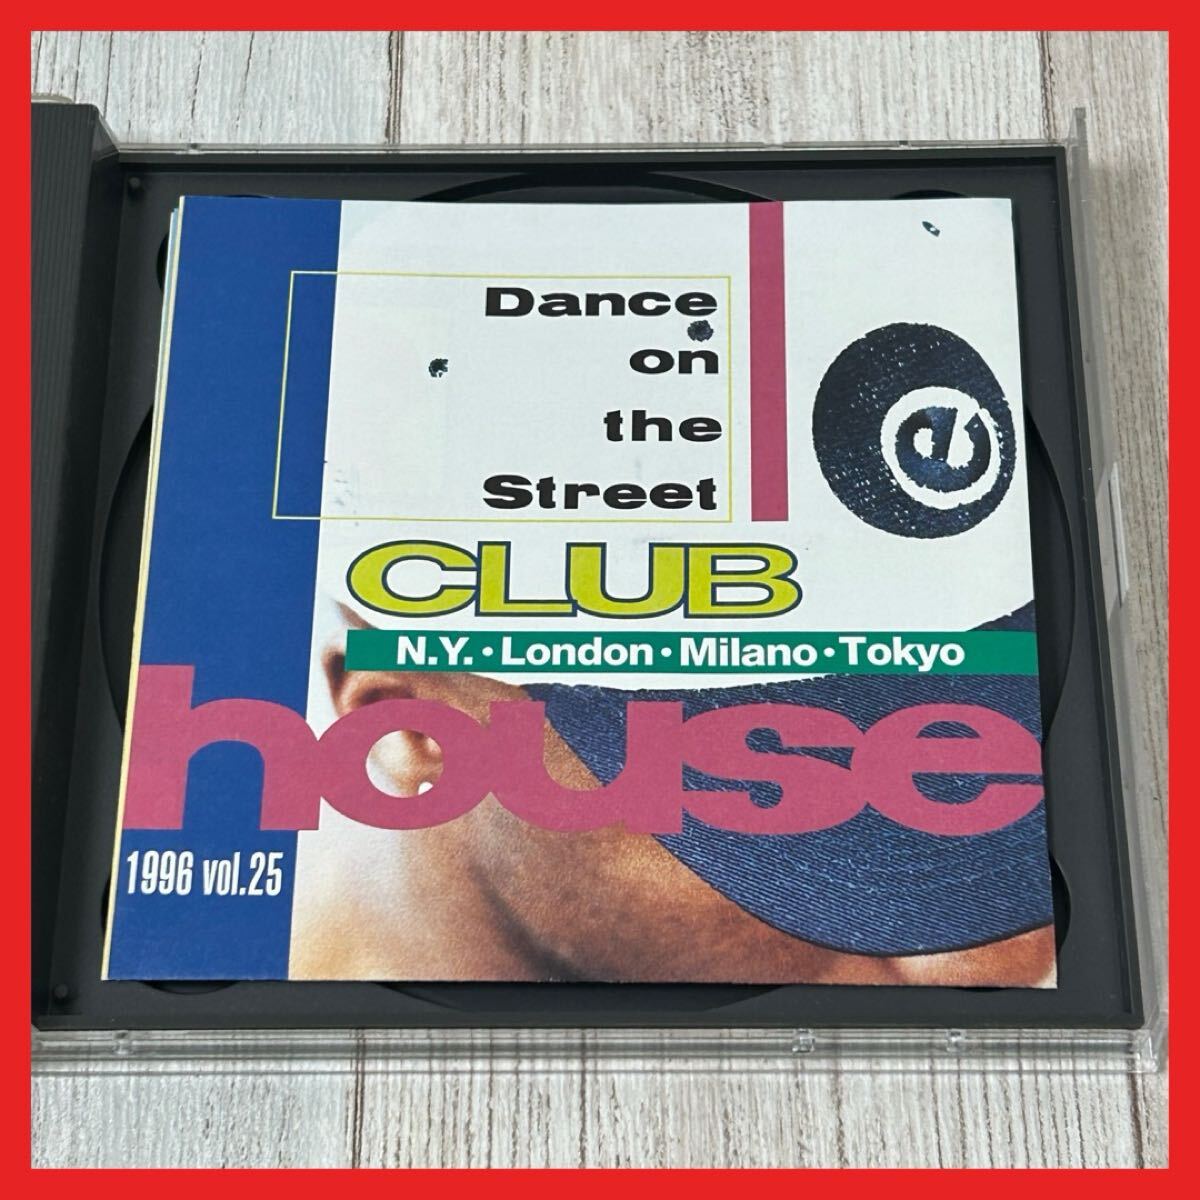 Dance
on
the
Street
e
CLUB
N.Y.・London・Milano・Tokyo
house
1996 vol.25